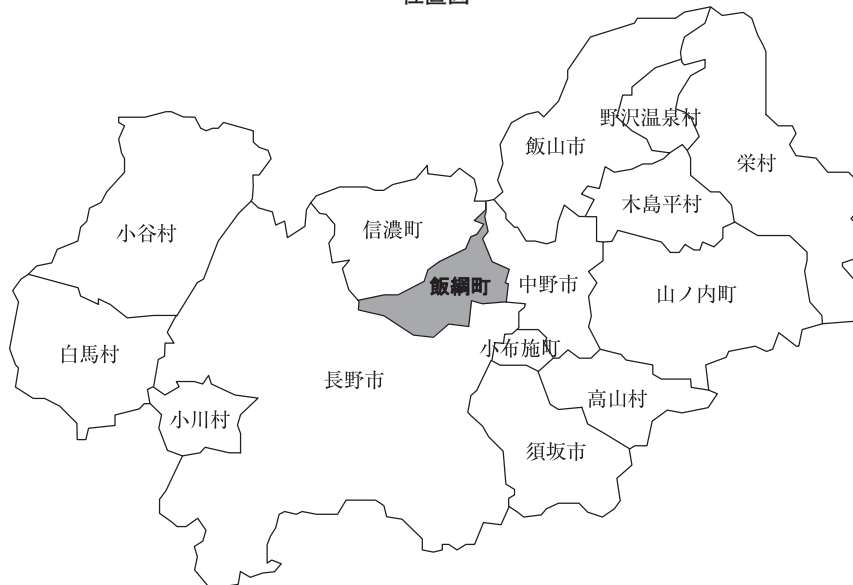 位置図
野沢温泉村
飯山市
栄村
木島平村
信濃町
小谷村
飯綱町
中野市
山ノ内町
小布施町
白馬村
長野市
高山村
小川村
須坂市